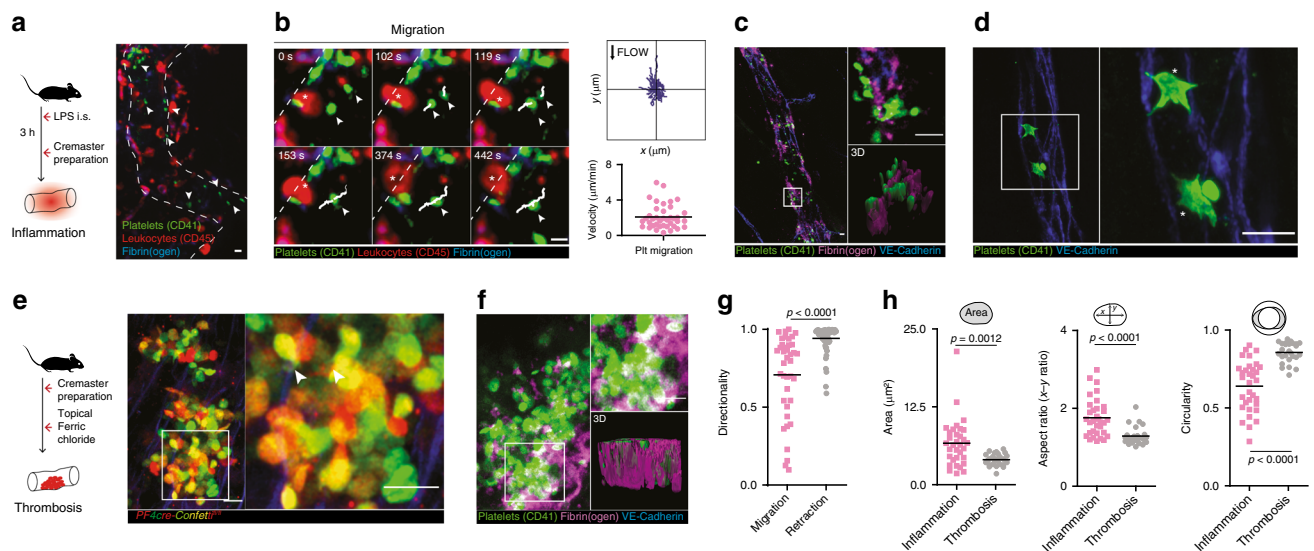 a
LPS i.s.
3 h
Cremaster
preparation
Inflammation
Platelets (CD41)
Leukocytes (CD45)
Fibrin(ogen)
b
Migration
0 s
102 s
119 s
153 s
374 s
442 s
Platelets (CD41) Leukocytes (CD45) Fibrin(ogen)
FLOW
y (μm)
x (μm)
Velocity (μm/min)
8
4
0
Plt migration
c
3D
Platelets (CD41) Fibrin(ogen) VE-Cadherin
d
*
*
Platelets (CD41) VE-Cadherin
e
Cremaster
preparation
Topical
Ferric
chloride
Thrombosis
f
3D
Platelets (CD41) Fibrin(ogen) VE-Cadherin
g
p < 0.0001
Directionality
1.0
0.5
0.0
Migration
Retraction
h
Area
p = 0.0012
Area (μm²)
25.0
12.5
0.0
Inflammation
Thrombosis
x
y
p < 0.0001
Aspect ratio (x–y ratio)
4
2
0
Inflammation
Thrombosis
Circularity
1.0
0.5
0.0
p < 0.0001
Inflammation
Thrombosis